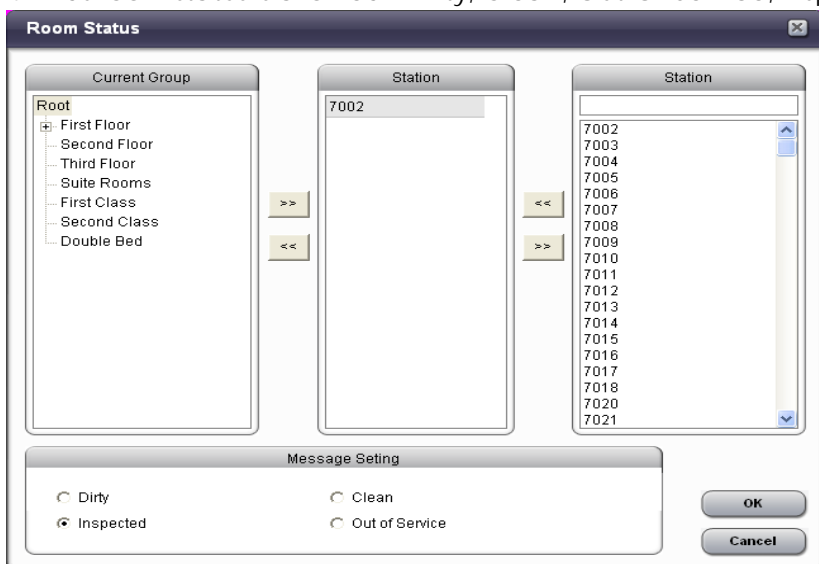 Room Status
Current Group
Root
First Floor
Second Floor
Third Floor
Suite Rooms
First Class
Second Class
Double Bed
>>
<<
Station
7002
<<
>>
Station
7002
7003
7004
7005
7006
7007
7008
7009
7010
7011
7012
7013
7014
7015
7016
7017
7018
7020
7021
Message Seting
Dirty
Clean
Inspected
Out of Service
OK
Cancel